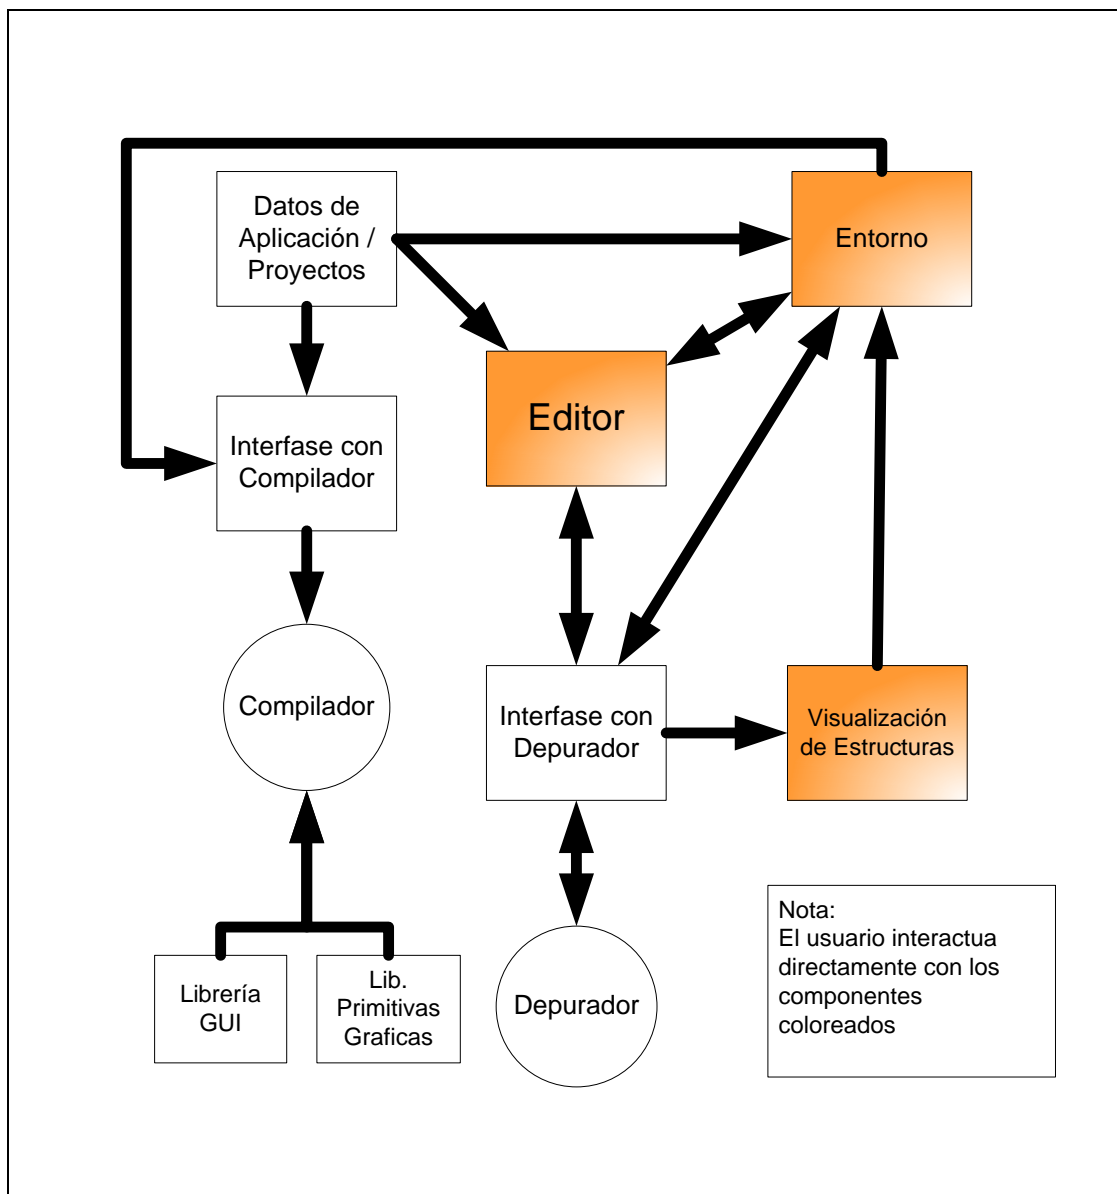 Datos de
Aplicación /
Proyectos
Entorno
Editor
Interfase con
Compilador
Compilador
Interfase con
Depurador
Visualización
de Estructuras
Librería
GUI
Lib.
Primitivas
Graficas
Depurador
Nota:
El usuario interactua
directamente con los
componentes
coloreados